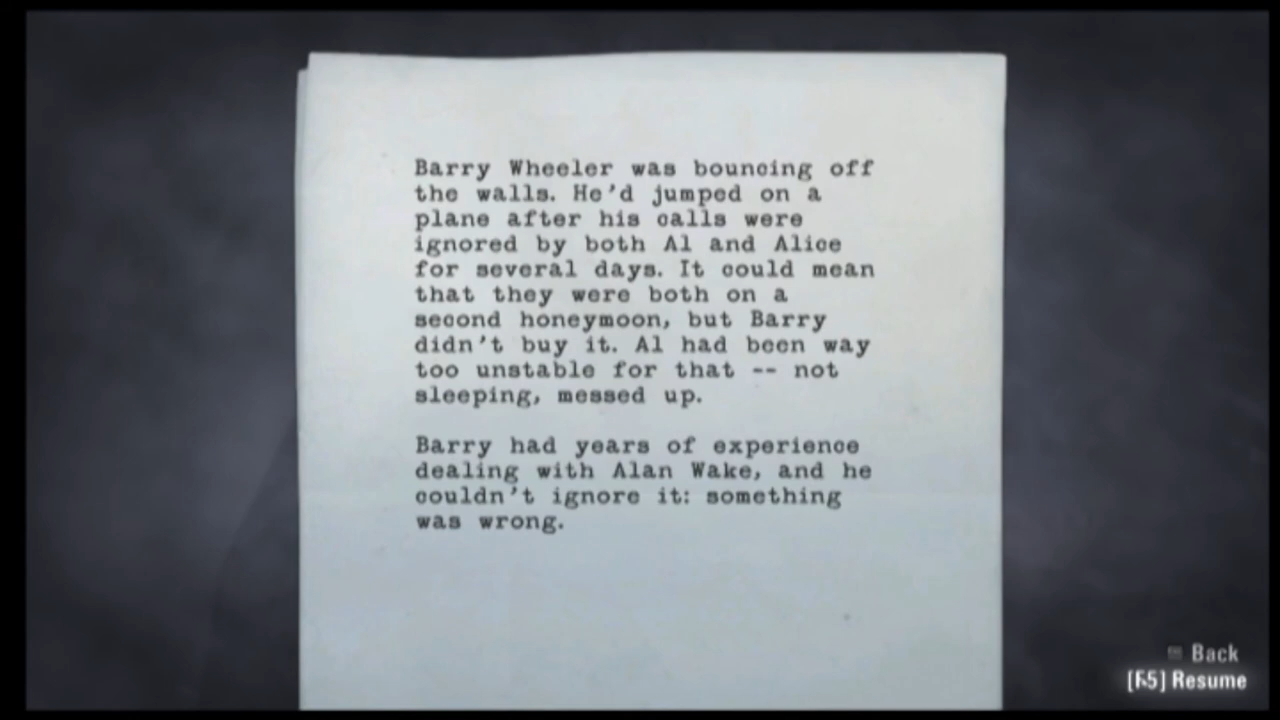 Barry Wheeler was bouncing off
the walls. He'd jumped on a
plane after his calls were
ignored by both Al and Alice
for several days. It could mean
that they were both on a
second honeymoon, but Barry
didn't buy it. Al had been way
too unstable for that -- not
sleeping, messed up.
Barry had years of experience
dealing with Alan Wake, and he
couldn't ignore it: something
was wrong.
Back
[F5] Resume